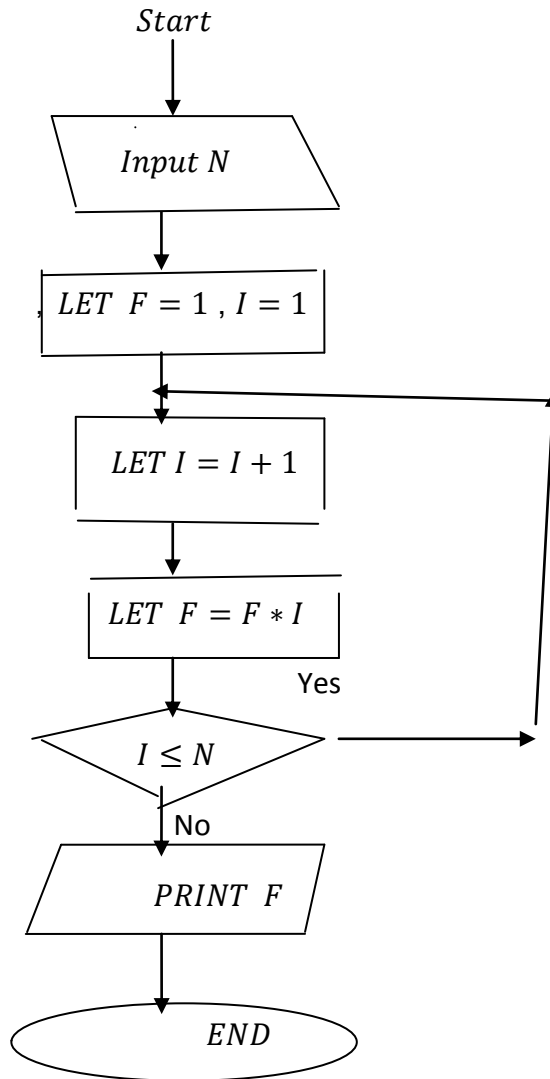 Start
Input N
, LET F = 1 , I = 1
LET I = I + 1
LET F = F * I
Yes
I ≤ N
No
PRINT F
END